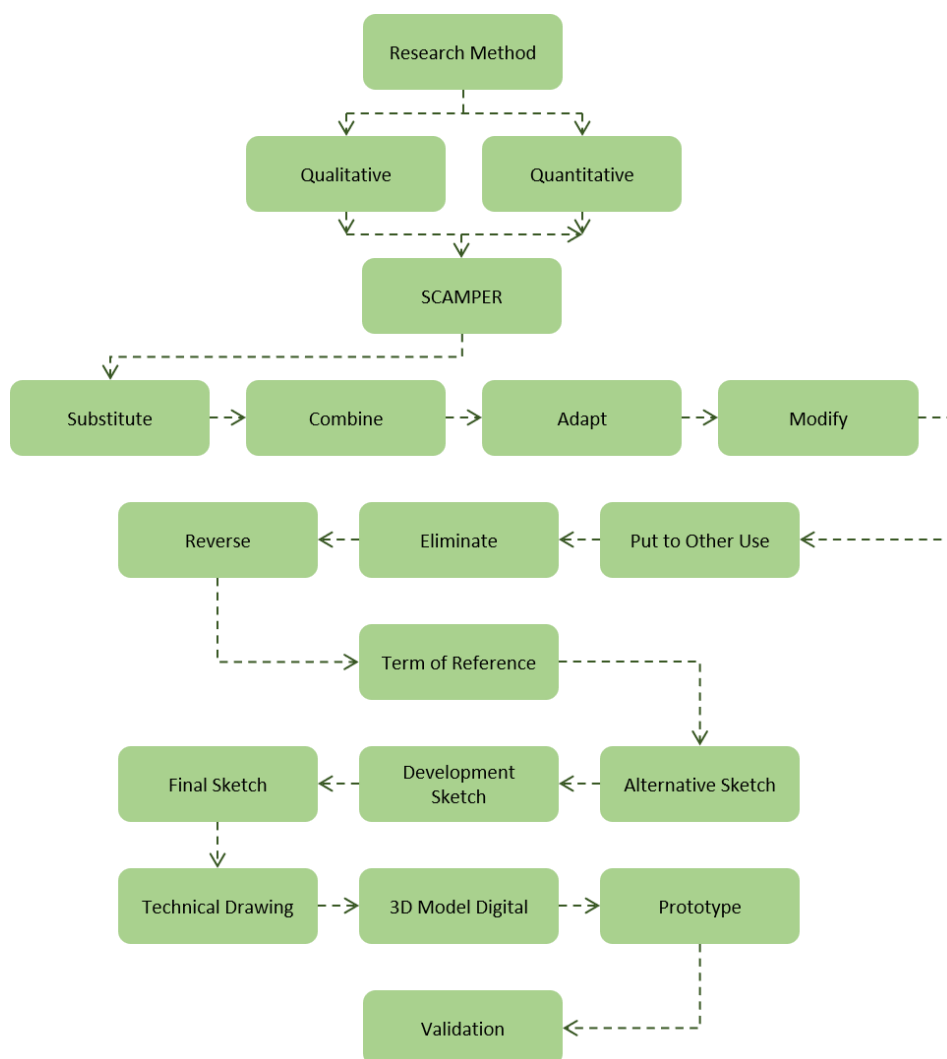 Research Method
Qualitative
Quantitative
SCAMPER
Substitute
Combine
Adapt
Modify
Reverse
Eliminate
Put to Other Use
Term of Reference
Final Sketch
Development
Sketch
Alternative Sketch
Technical Drawing
3D Model Digital
Prototype
Validation